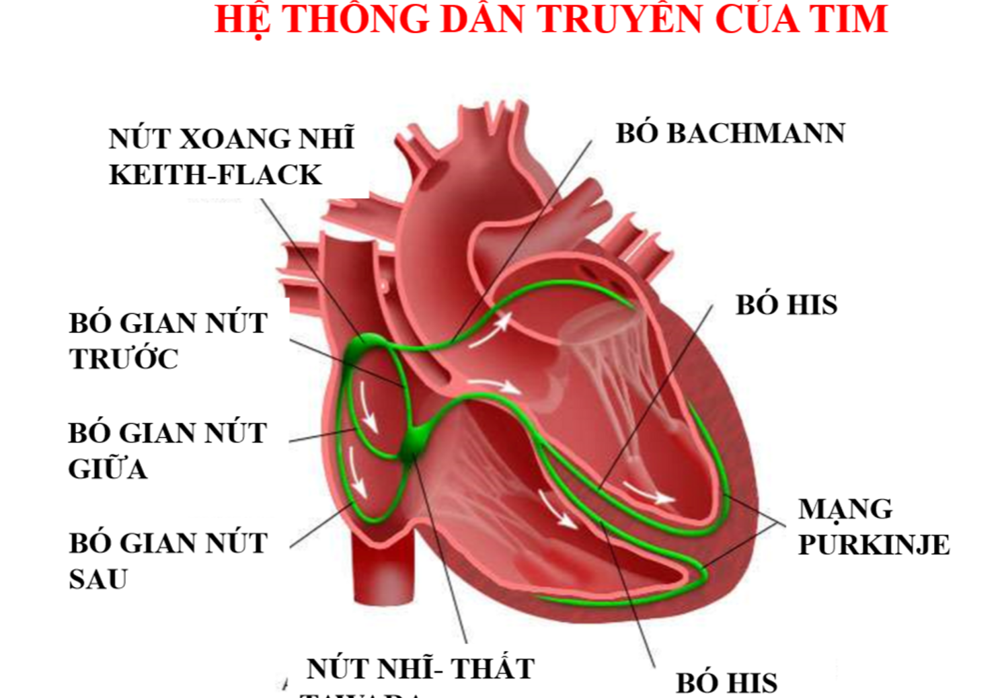 HỆ THỐNG DẪN TRUYỀN CỦA TIM
NÚT XOANG NHĨ
KEITH-FLACK
BÓ BACHMANN
BÓ HIS
BÓ GIAN NÚT
TRƯỚC
BÓ GIAN NÚT
GIỮA
BÓ GIAN NÚT
SAU
MẠNG
PURKINJE
NÚT NHĨ- THẤT
BÓ HIS